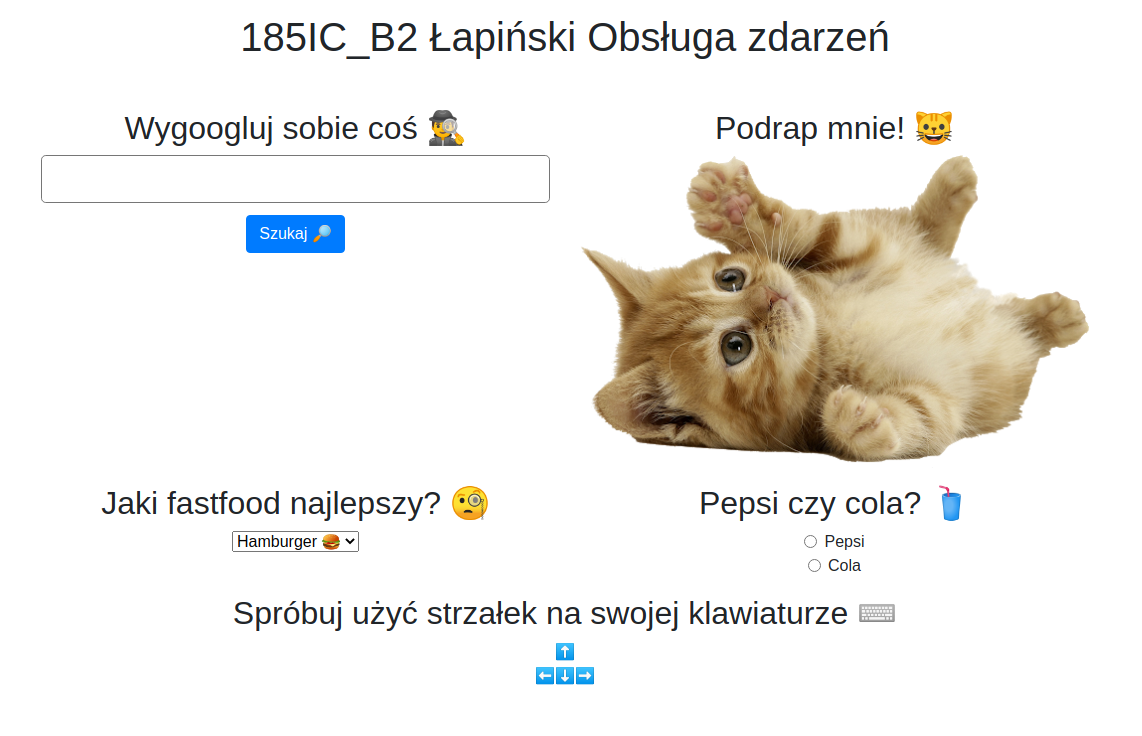 185IC_B2 Łapiński Obsługa zdarzeń
Wygoogluj sobie coś 🕵️
Szukaj 🔎
Podrap mnie! 😺
Jaki fastfood najlepszy? 🧐
Hamburger 🍔
Pepsi czy cola? 🥤
Pepsi
Cola
Spróbuj użyć strzałek na swojej klawiaturze ⌨️
⬆️
⬅️⬇️➡️